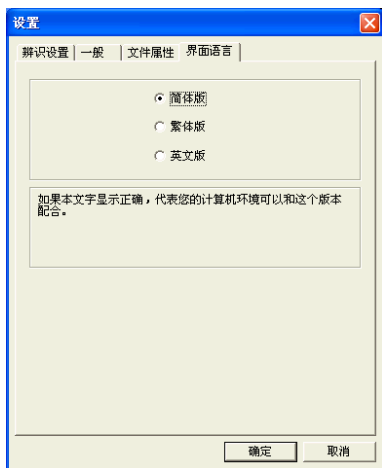 设置
辨识设置 一般 文件属性 界面语言
简体版
繁体版
英文版
如果本文字显示正确，代表您的计算机环境可以和这个版本
配合。
确定 取消